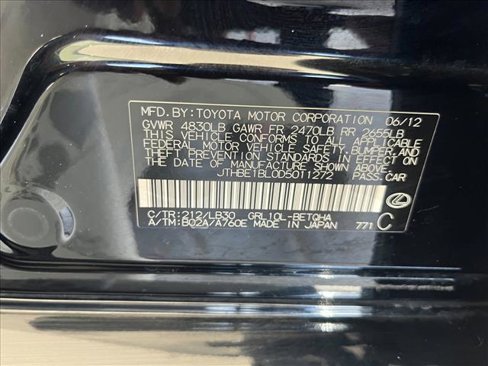 MFD.BY:TOYOTA MOTOR CORPORATION 06/12
GVWR 4830LB GAWR FR 2470LB RR 2655LB
THIS VEHICLE CONFORMS TO ALL APPLICABLE
FEDERAL MOTOR VEHICLE SAFETY, BUMPER, AND
THEFT PREVENTION STANDARDS IN EFFECT ON
THE DATE OF MANUFACTURE SHOWN ABOVE.
JTHBE1BL0D5011272 PASS.CAR
C/TR:212/LB30 GRL10L-BETQHA
A/TM:B02A/A760E MADE IN JAPAN 771 C